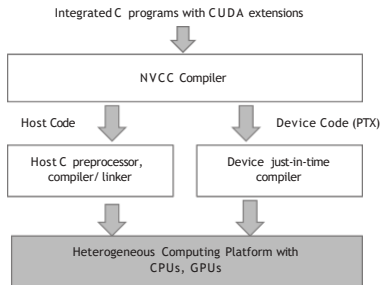 Integrated C programs with CUDA extensions
NVCC Compiler
Host Code
Device Code (PTX)
Host C preprocessor,
compiler/ linker
Device just-in-time
compiler
Heterogeneous Computing Platform with
CPUs, GPUs